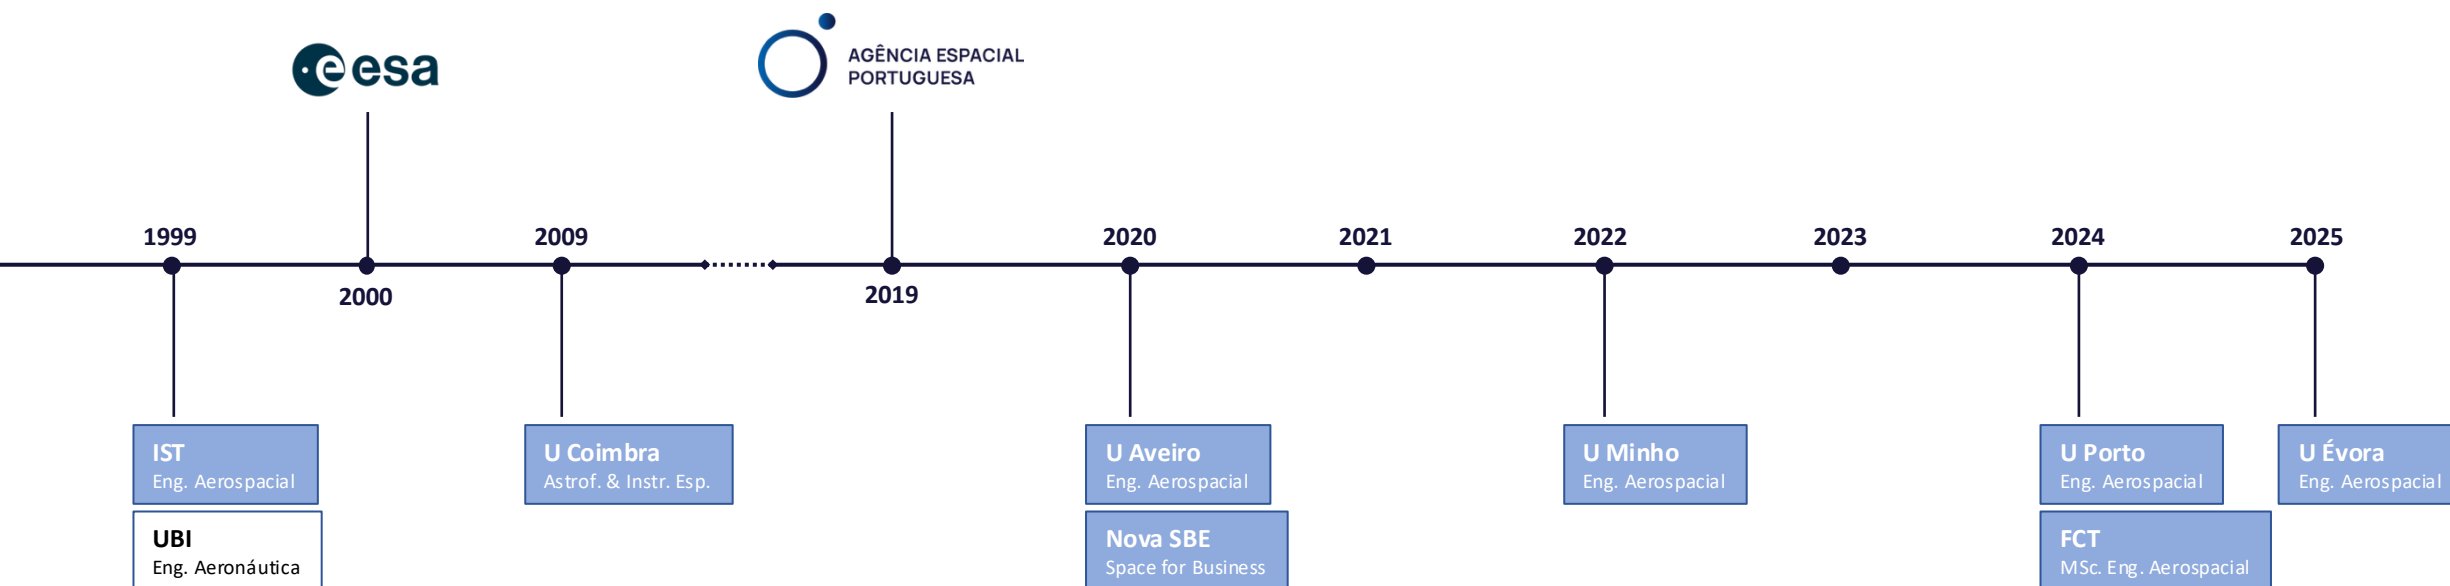 esa
AGÊNCIA ESPACIAL
PORTUGUESA
1999
2009
2020
2021
2022
2023
2024
2025
2000
2019
IST
Eng. Aerospacial
UBI
Eng. Aeronáutica
U Coimbra
Astrof. & Instr. Esp.
U Aveiro
Eng. Aerospacial
Nova SBE
Space for Business
U Minho
Eng. Aerospacial
U Porto
Eng. Aerospacial
FCT
MSc. Eng. Aerospacial
U Évora
Eng. Aerospacial